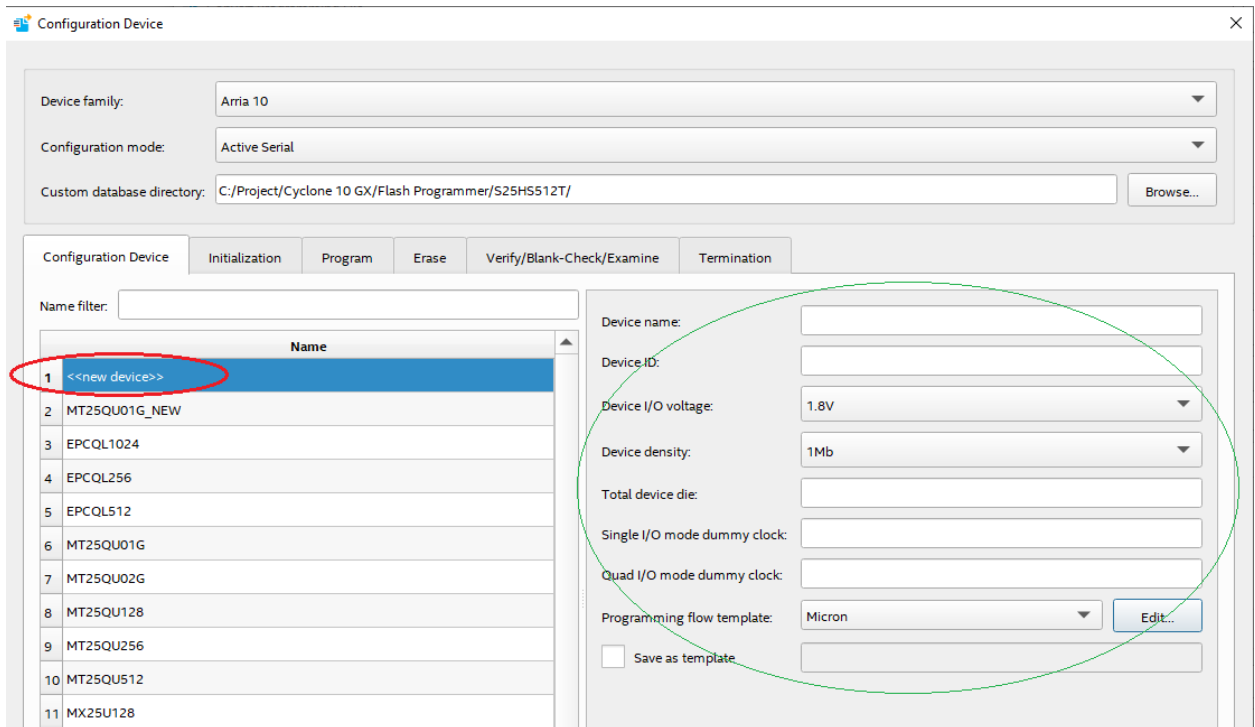 Configuration Device
Device family: Arria 10
Configuration mode: Active Serial
Custom database directory: C:/Project/Cyclone 10 GX/Flash Programmer/S25HS512T/ Browse...
Configuration Device Initialization Program Erase Verify/Blank-Check/Examine Termination
Name filter:
Name
1 <<new device>>
2 MT25QU01G_NEW
3 EPCQL1024
4 EPCQL256
5 EPCQL512
6 MT25QU01G
7 MT25QU02G
8 MT25QU128
9 MT25QU256
10 MT25QU512
11 MX25U128
Device name:
Device ID:
Device I/O voltage: 1.8V
Device density: 1Mb
Total device die:
Single I/O mode dummy clock:
Quad I/O mode dummy clock:
Programming flow template: Micron Edit...
Save as template